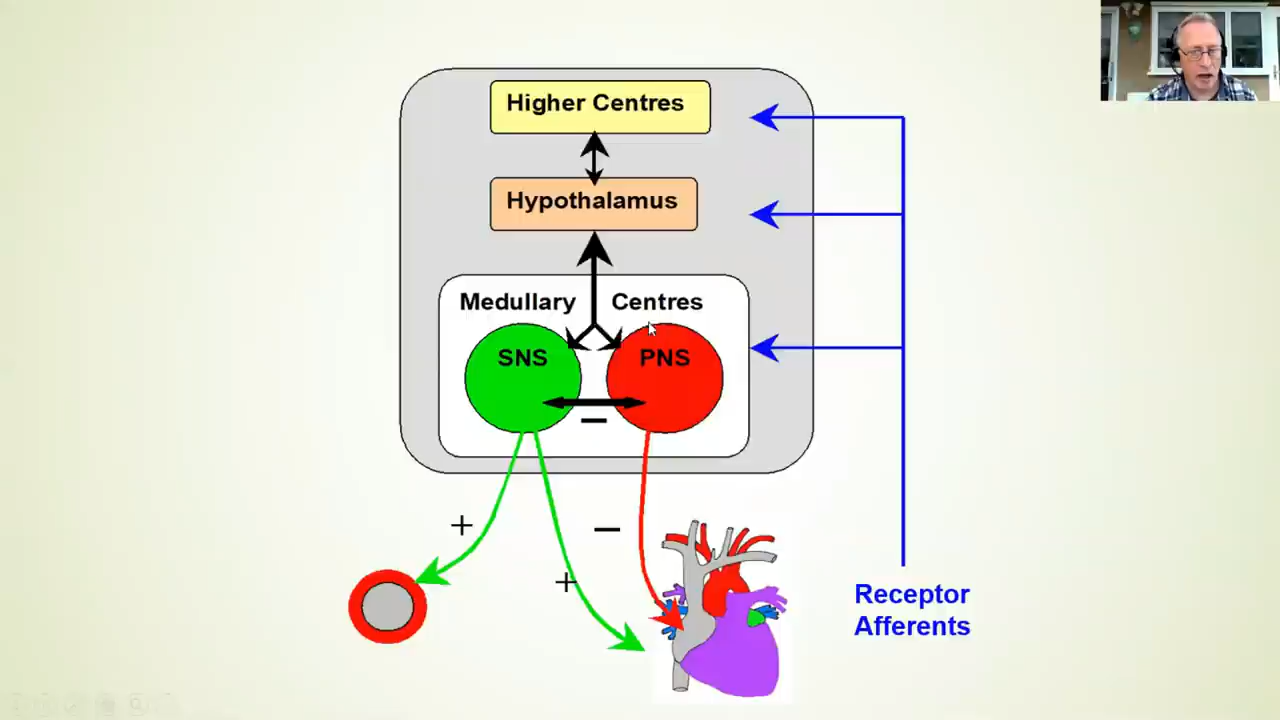 Higher Centres
Hypothalamus
Medullary Centres
SNS PNS
−
+
−
+
Receptor
Afferents